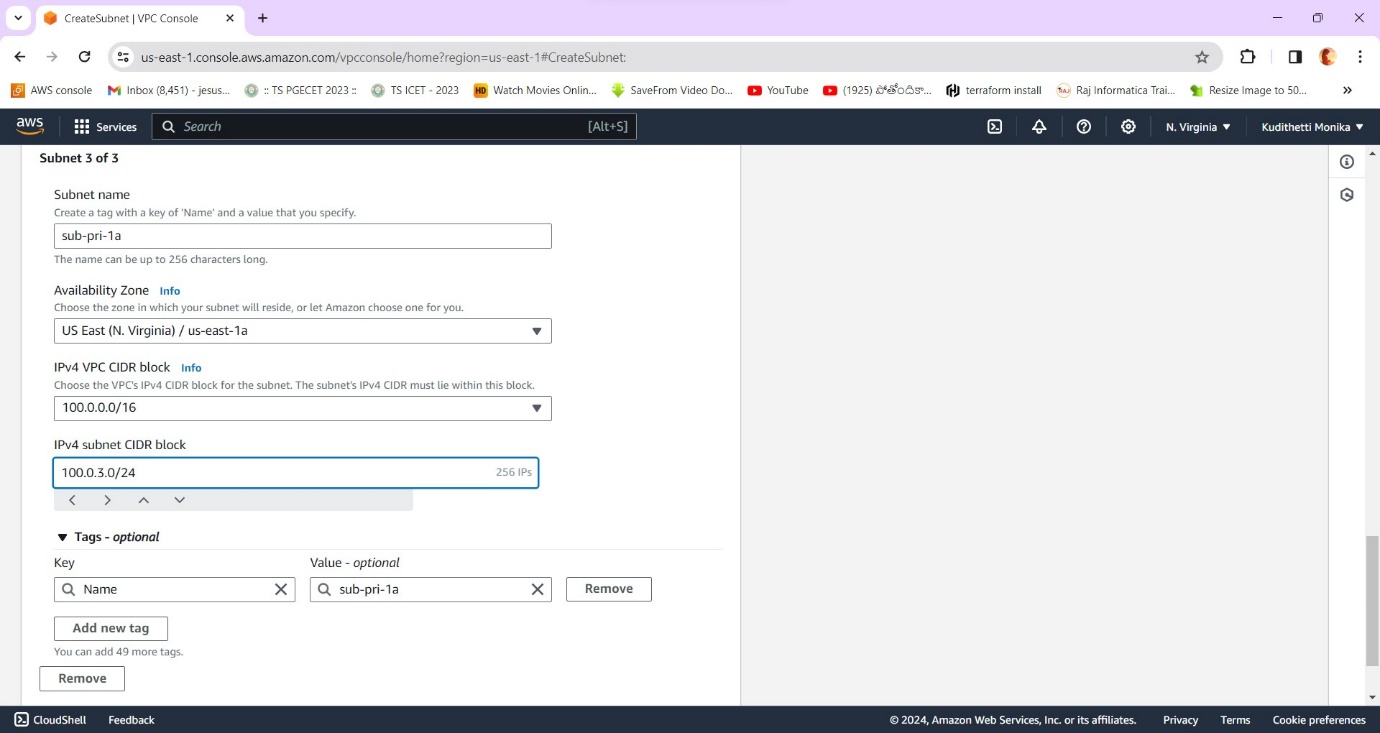 CreateSubnet | VPC Console
us-east-1.console.aws.amazon.com/vpcconsole/home?region=us-east-1#CreateSubnet:
AWS console Inbox (8,451) - jesus... :: TS PGECET 2023 :: TS ICET - 2023 HD Watch Movies Onlin... SaveFrom Video Do... YouTube (1925) terraform install Raj Informatica Trai... Resize Image to 50... »
aws Services Search [Alt+S] N. Virginia Kudithetti Monika
Subnet 3 of 3
Subnet name
Create a tag with a key of 'Name' and a value that you specify.
sub-pri-1a
The name can be up to 256 characters long.
Availability Zone Info
Choose the zone in which your subnet will reside, or let Amazon choose one for you.
US East (N. Virginia) / us-east-1a
IPv4 VPC CIDR block Info
Choose the VPC's IPv4 CIDR block for the subnet. The subnet's IPv4 CIDR must lie within this block.
100.0.0.0/16
IPv4 subnet CIDR block
100.0.3.0/24 256 IPs
Tags - optional
Key Value - optional
Name sub-pri-1a Remove
Add new tag
You can add 49 more tags.
Remove
CloudShell Feedback © 2024, Amazon Web Services, Inc. or its affiliates. Privacy Terms Cookie preferences